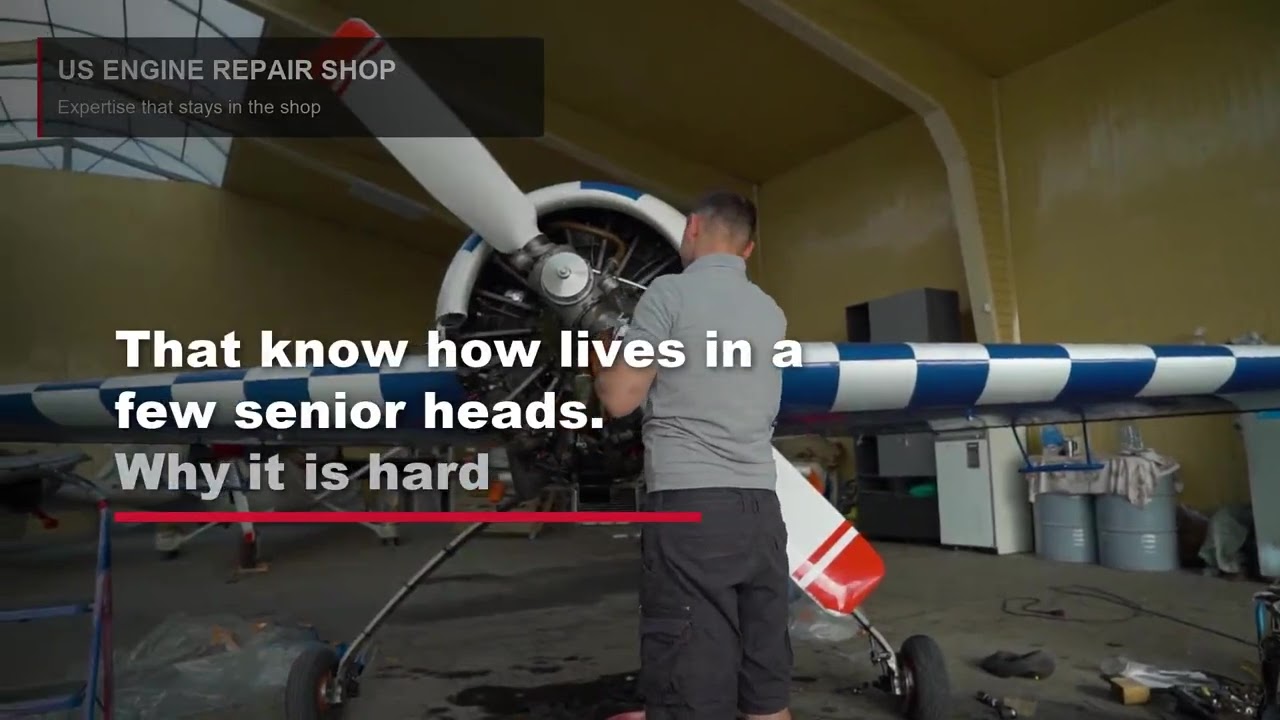 US ENGINE REPAIR SHOP
Expertise that stays in the shop
That know how lives in a
few senior heads.
Why it is hard